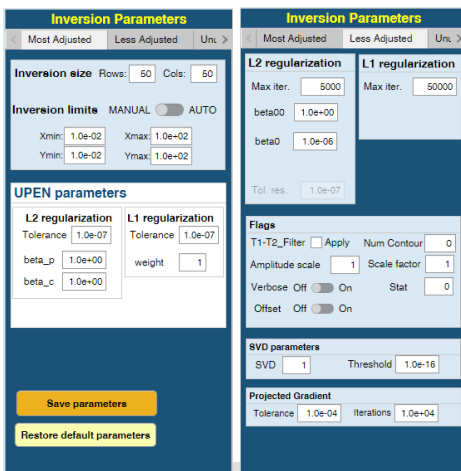 Inversion Parameters
< Most Adjusted Less Adjusted Unu >
Inversion size Rows: 50 Cols: 50
Inversion limits MANUAL AUTO
Xmin: 1.0e-02 Xmax: 1.0e+02
Ymin: 1.0e-02 Ymax: 1.0e+02
UPEN parameters
L2 regularization L1 regularization
Tolerance 1.0e-07 Tolerance 1.0e-07
beta_p 1.0e+00 weight 1
beta_c 1.0e+00
Save parameters
Restore default parameters
Inversion Parameters
< Most Adjusted Less Adjusted Unu >
L2 regularization L1 regularization
Max iter. 5000 Max iter. 50000
beta00 1.0e+00
beta0 1.0e-06
Tol. res. 1.0e-07
Flags
T1-T2_Filter Apply Num Contour 0
Amplitude scale 1 Scale factor 1
Verbose Off On Stat 0
Offset Off On
SVD parameters
SVD 1 Threshold 1.0e-16
Projected Gradient
Tolerance 1.0e-04 Iterations 1.0e+04